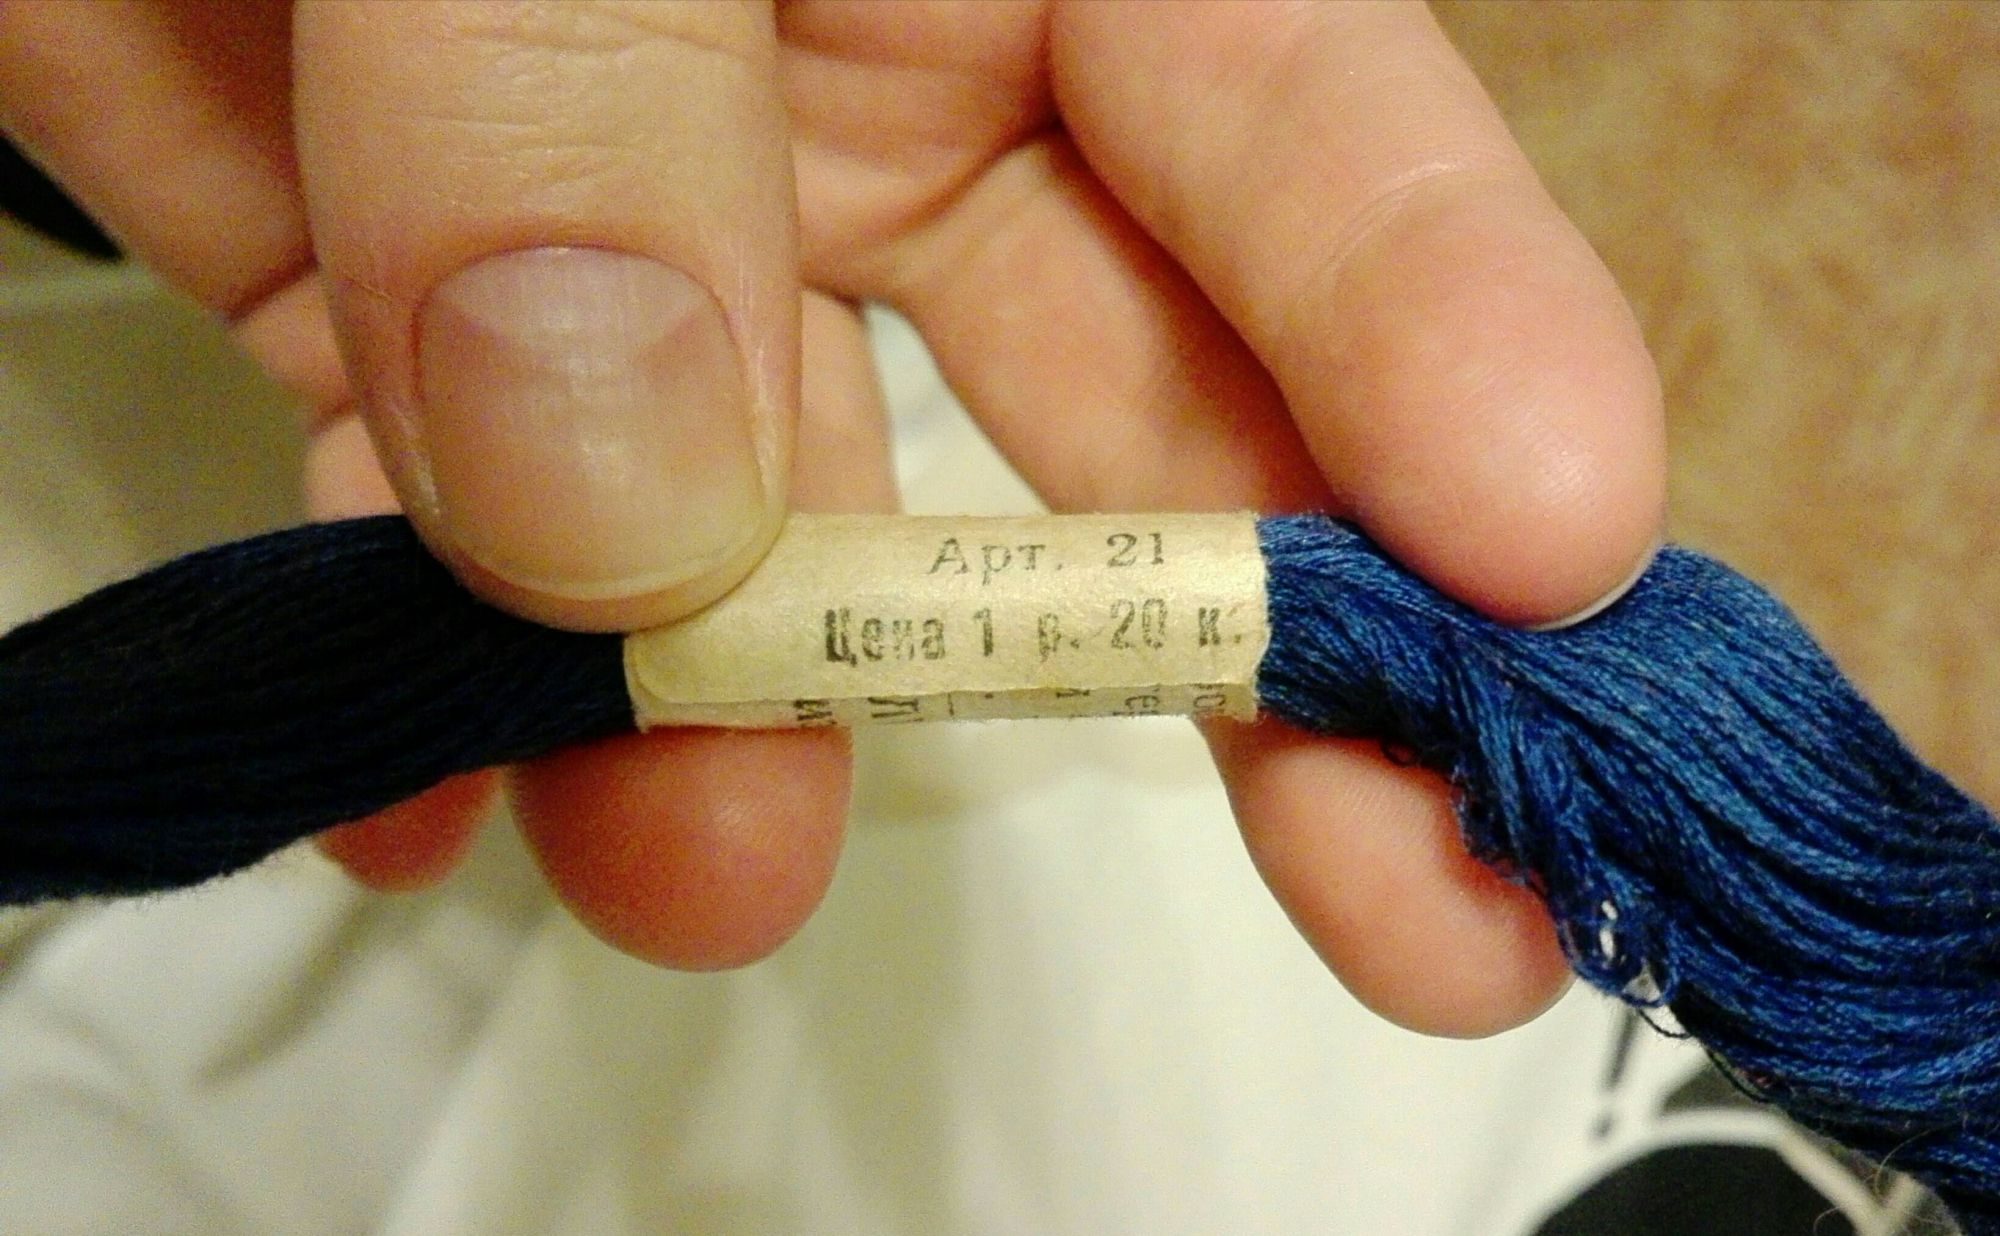 Арт. 21
Цена 1 р. 20 к.